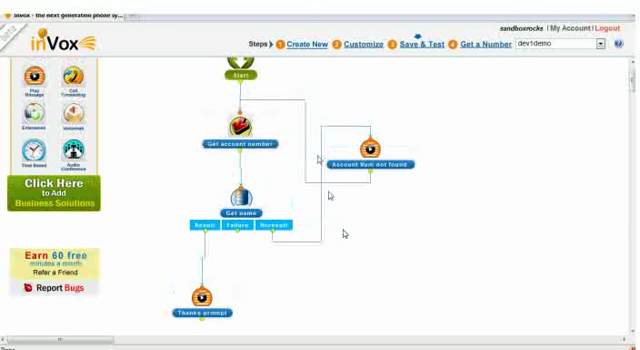 invox - the next generation phone sy...
sandboxrocks | My Account | Logout
beta
inVox
Steps 1 Create New 2 Customize 3 Save & Test 4 Get a Number
dev1demo
Play Message
Call Forwarding
Extensions
Voicemail
Time Based
Audio Conference
Click Here
to Add
Business Solutions
Earn 60 free
minutes a month
Refer a Friend
Report Bugs
Start
Get account number
Account Num not found
Get name
Result Failure Noresult
Thanks prompt